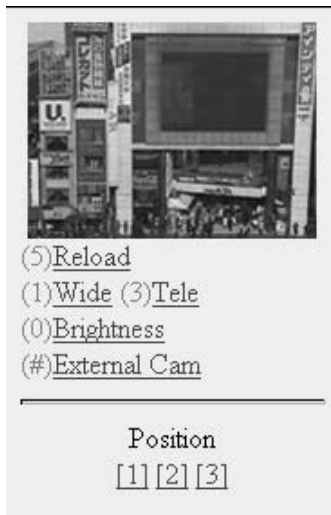 U.
(5)Reload
(1)Wide (3)Tele
(0)Brightness
(#)External Cam
Position
[1] [2] [3]